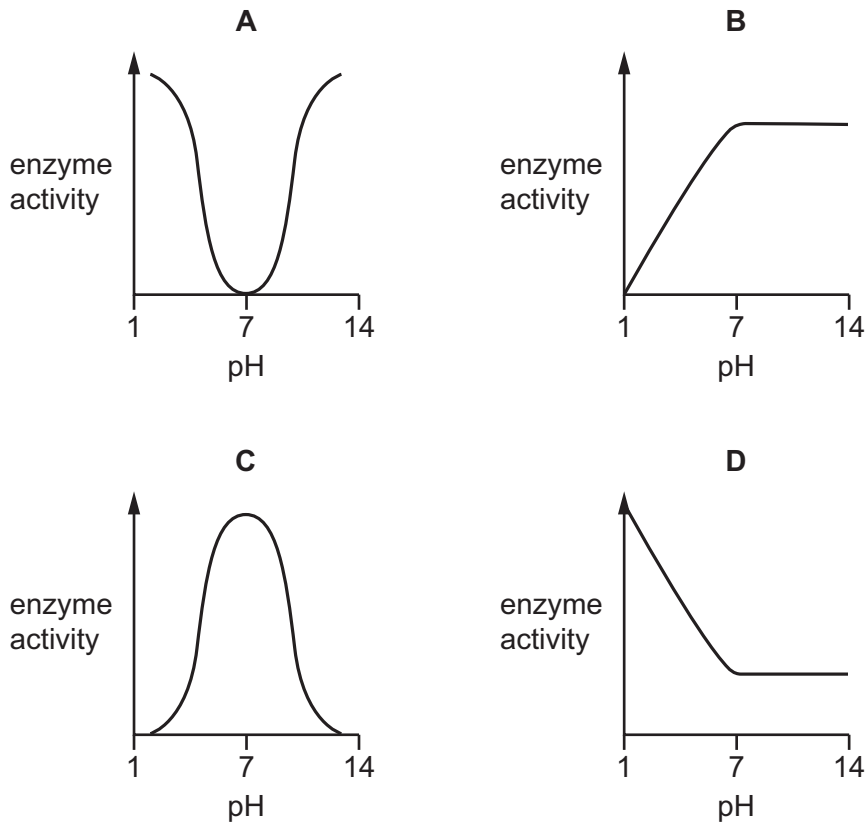 A
B
enzyme
activity
1
7
14
pH
enzyme
activity
1
7
14
pH
C
D
enzyme
activity
1
7
14
pH
enzyme
activity
1
7
14
pH